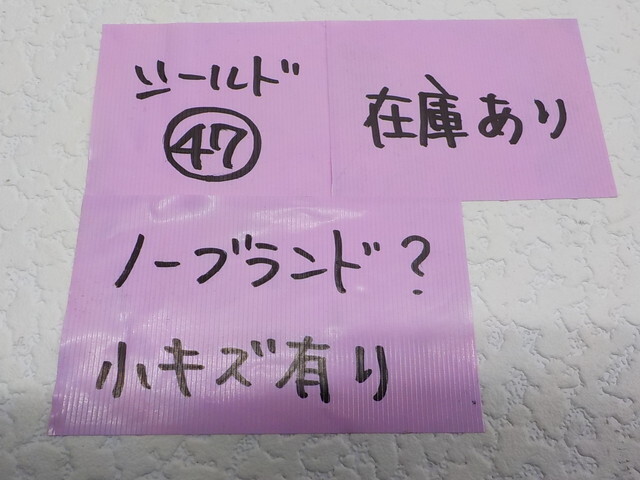 シールド
㊼
在庫あり
ノーブランド?
小キズ有り